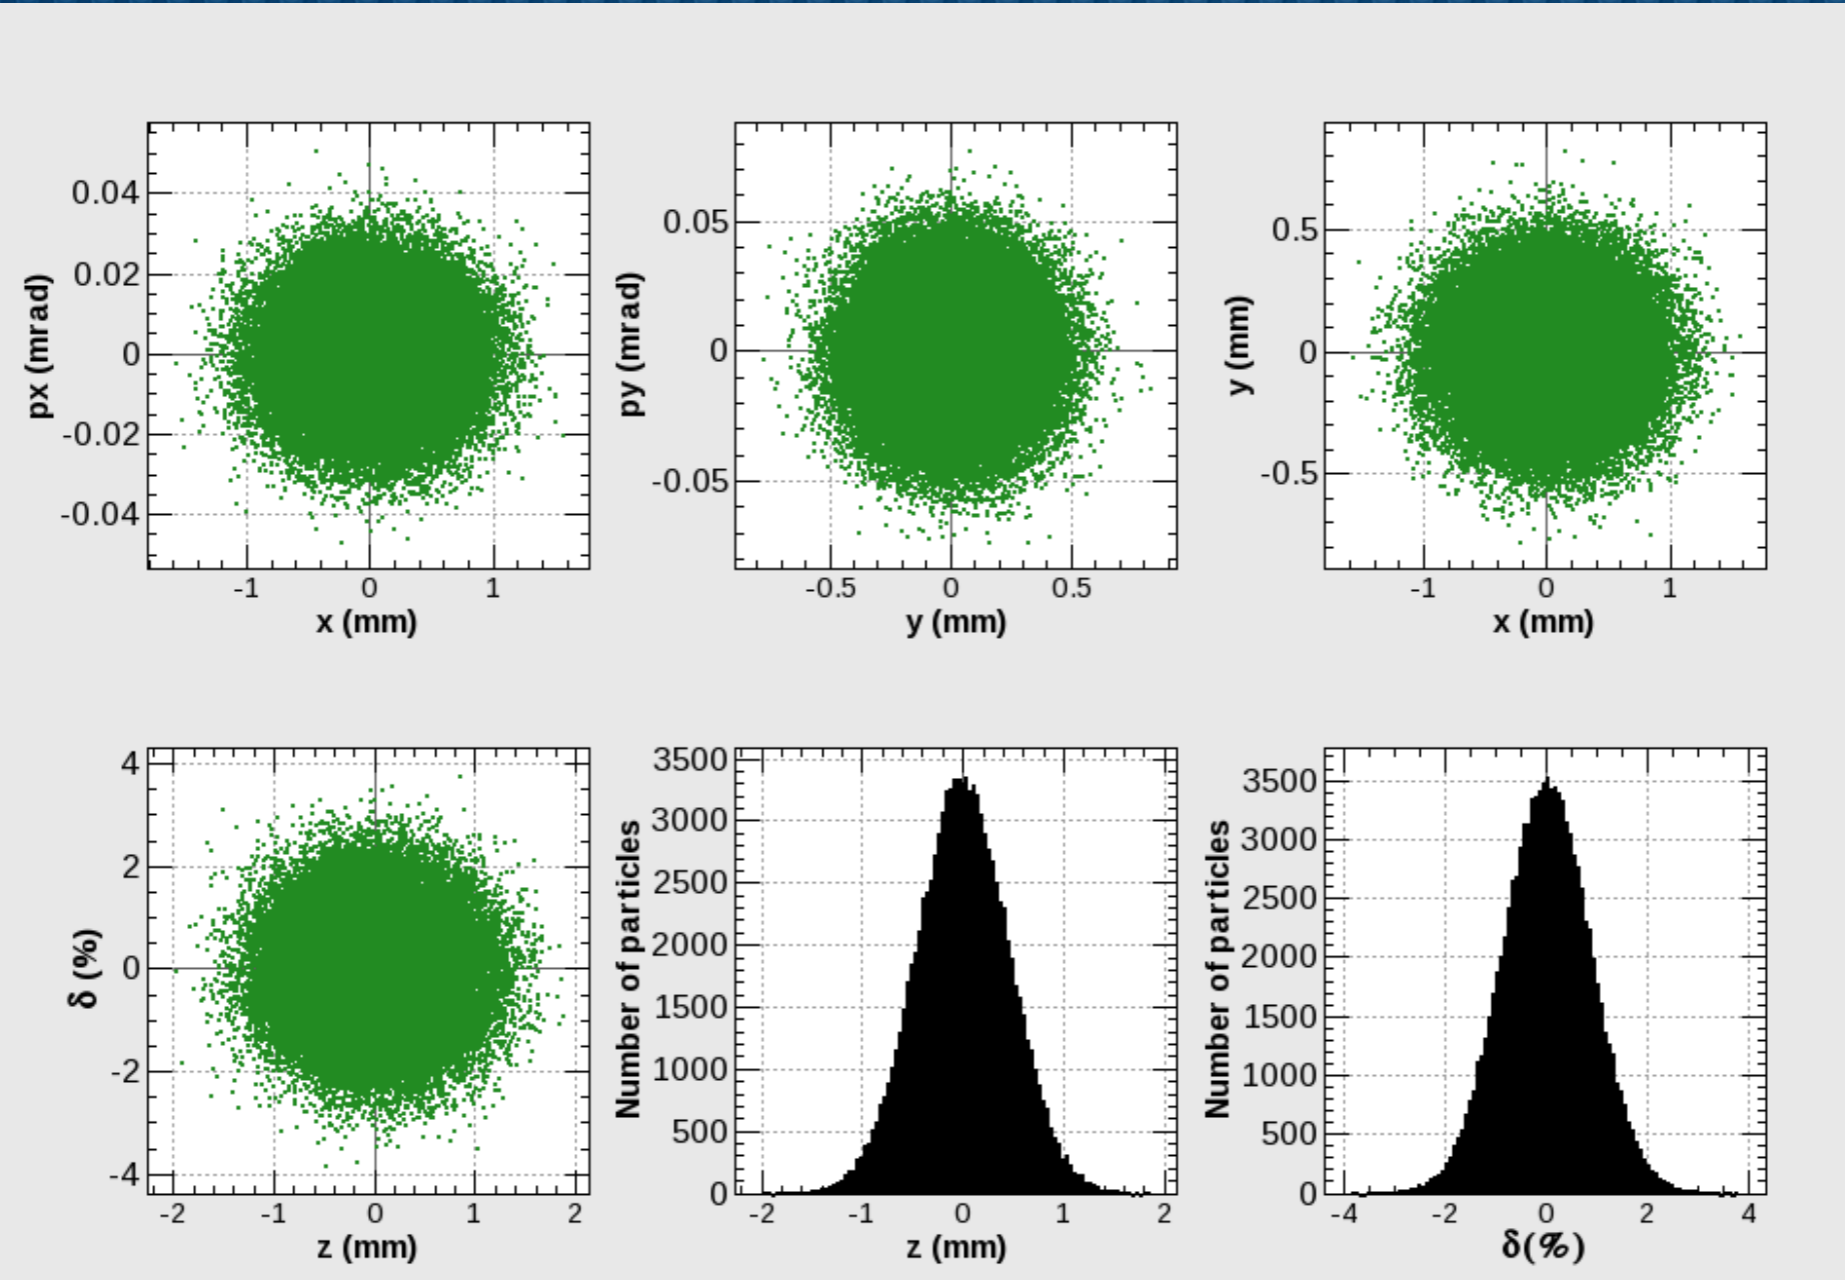 px (mrad)
0.04
0.02
0
-0.02
-0.04
-1 0 1
x (mm)
py (mrad)
0.05
0
-0.05
-0.5 0 0.5
y (mm)
y (mm)
0.5
0
-0.5
-1 0 1
x (mm)
δ (%)
4
2
0
-2
-4
-2 -1 0 1 2
z (mm)
Number of particles
3500
3000
2500
2000
1500
1000
500
0
-2 -1 0 1 2
z (mm)
Number of particles
3500
3000
2500
2000
1500
1000
500
0
-4 -2 0 2 4
δ(%)